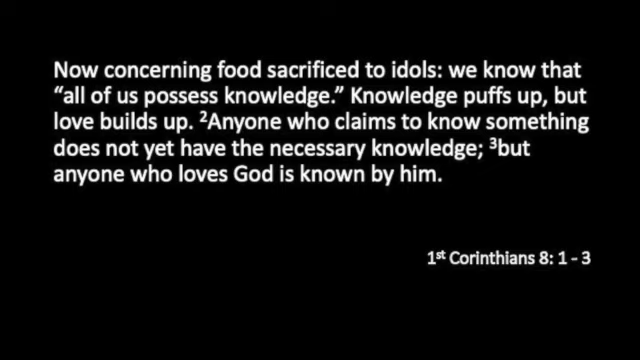 Now concerning food sacrificed to idols: we know that
“all of us possess knowledge.” Knowledge puffs up, but
love builds up. ²Anyone who claims to know something
does not yet have the necessary knowledge; ³but
anyone who loves God is known by him.
1ˢᵗ Corinthians 8: 1 - 3